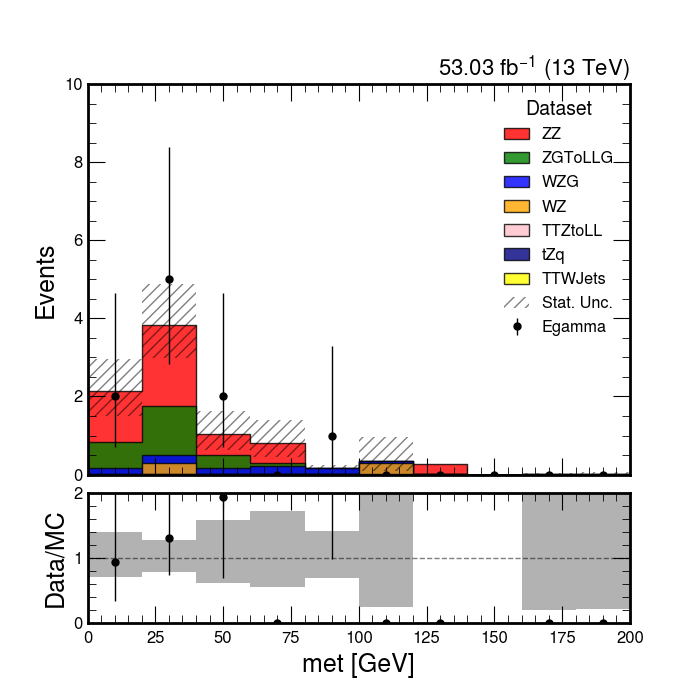 53.03 fb⁻¹ (13 TeV)
10
8
6
4
2
0
Events
Dataset
ZZ
ZGToLLG
WZG
WZ
TTZtoLL
tZq
TTWJets
Stat. Unc.
Egamma
2
1
0
Data/MC
0 25 50 75 100 125 150 175 200
met [GeV]